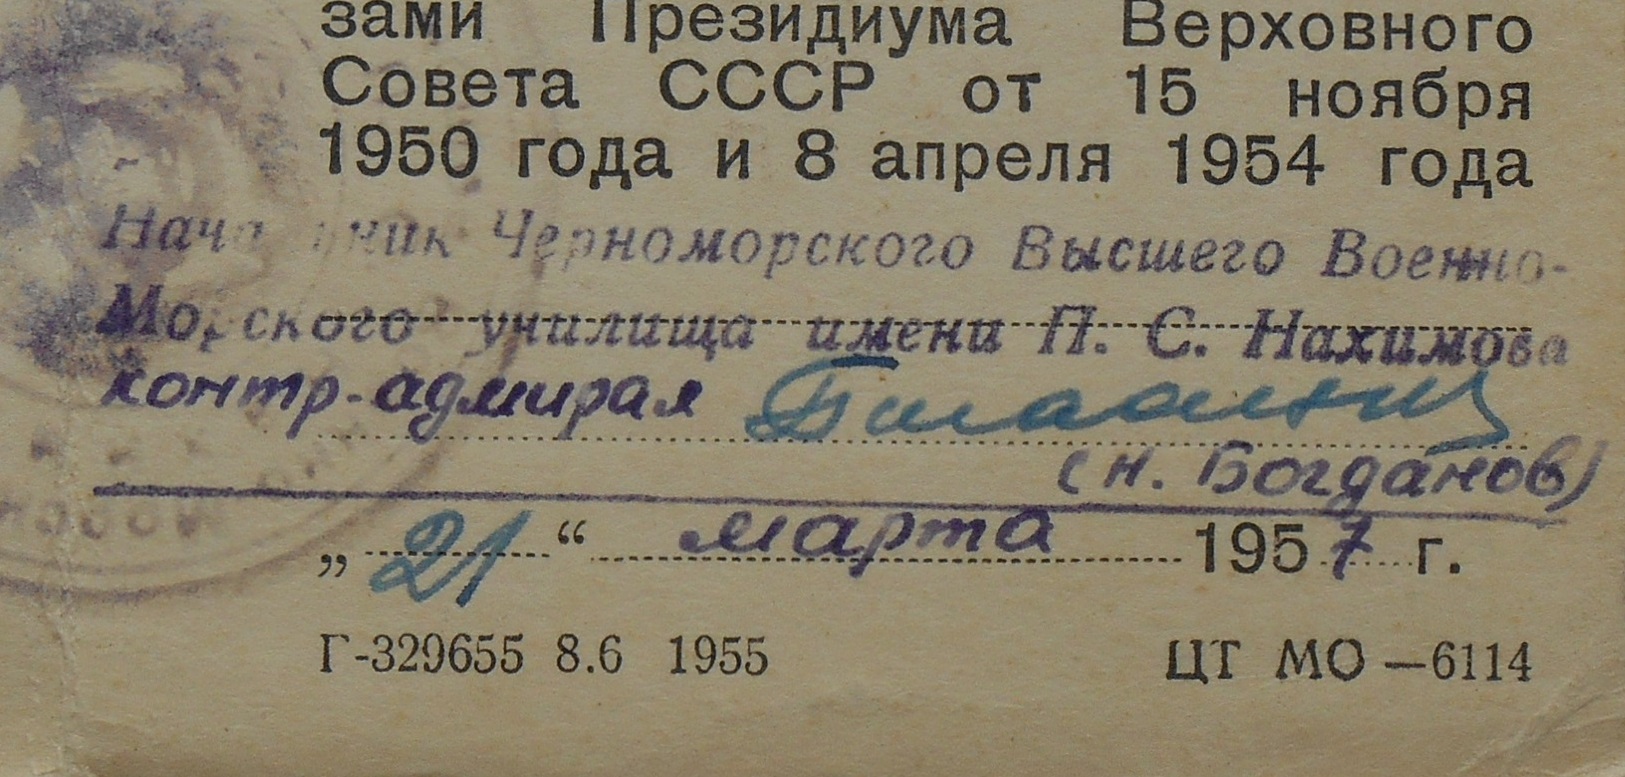 зами Президиума Верховного
Совета СССР от 15 ноября
1950 года и 8 апреля 1954 года
Начальник Черноморского Высшего Военно-
Морского училища имени П. С. Нахимова
контр-адмирал
(Н. Богданов)
„21“ марта 1957 г.
Г-329655 8.6 1955 ЦТ МО —6114